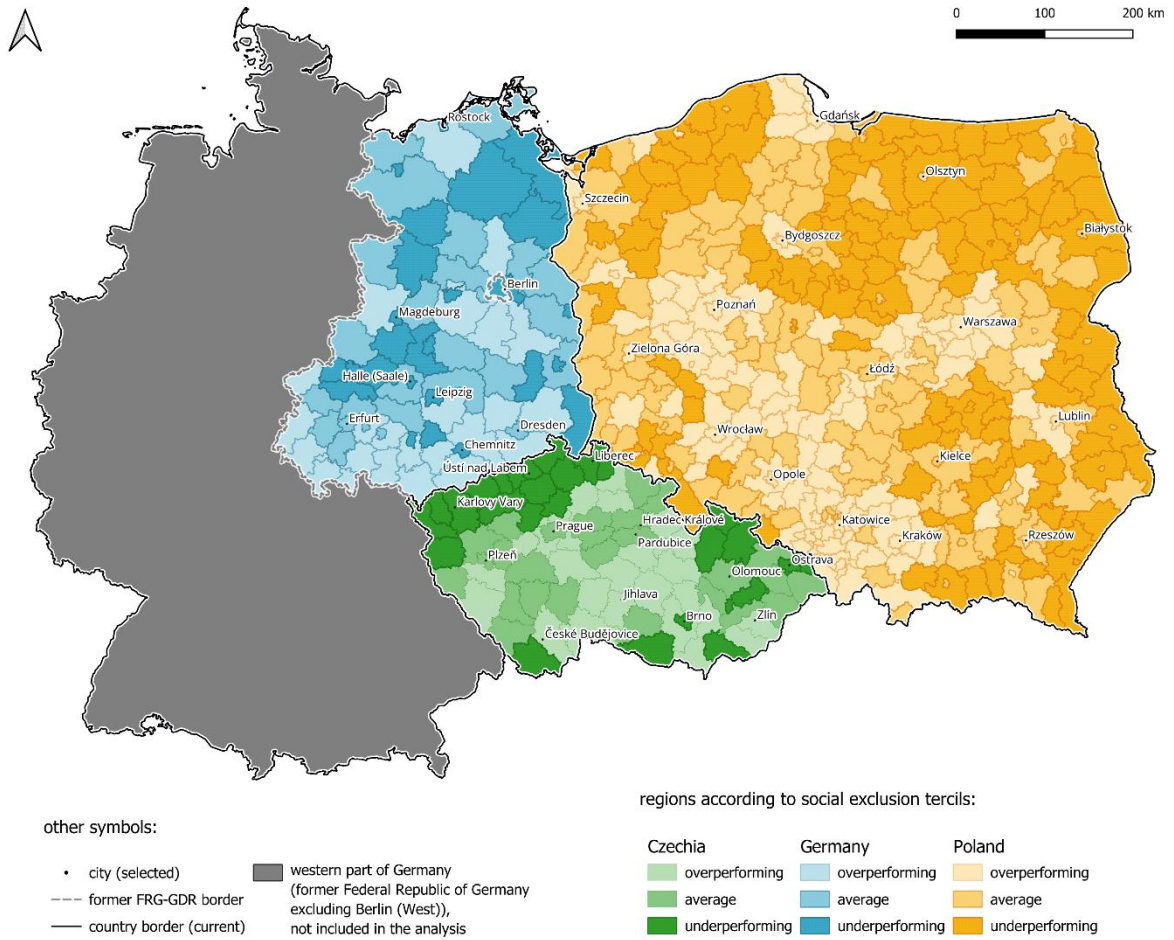 0 100 200 km
Rostock
Gdańsk
Olsztyn
Szczecin
Białystok
Bydgoszcz
Berlin
Magdeburg
Poznań
Warszawa
Zielona Góra
Łódź
Halle (Saale)
Leipzig
Erfurt
Dresden
Wrocław
Lublin
Chemnitz
Liberec
Kielce
Ústí nad Labem
Opole
Karlovy Vary
Prague
Hradec Králové
Katowice
Kraków
Rzeszów
Pardubice
Plzeň
Ostrava
Olomouc
Jihlava
Brno
Zlín
České Budějovice
regions according to social exclusion tercils:
other symbols:
Czechia Germany Poland
city (selected)
former FRG-GDR border
country border (current)
western part of Germany
(former Federal Republic of Germany
excluding Berlin (West)),
not included in the analysis
overperforming overperforming overperforming
average average average
underperforming underperforming underperforming